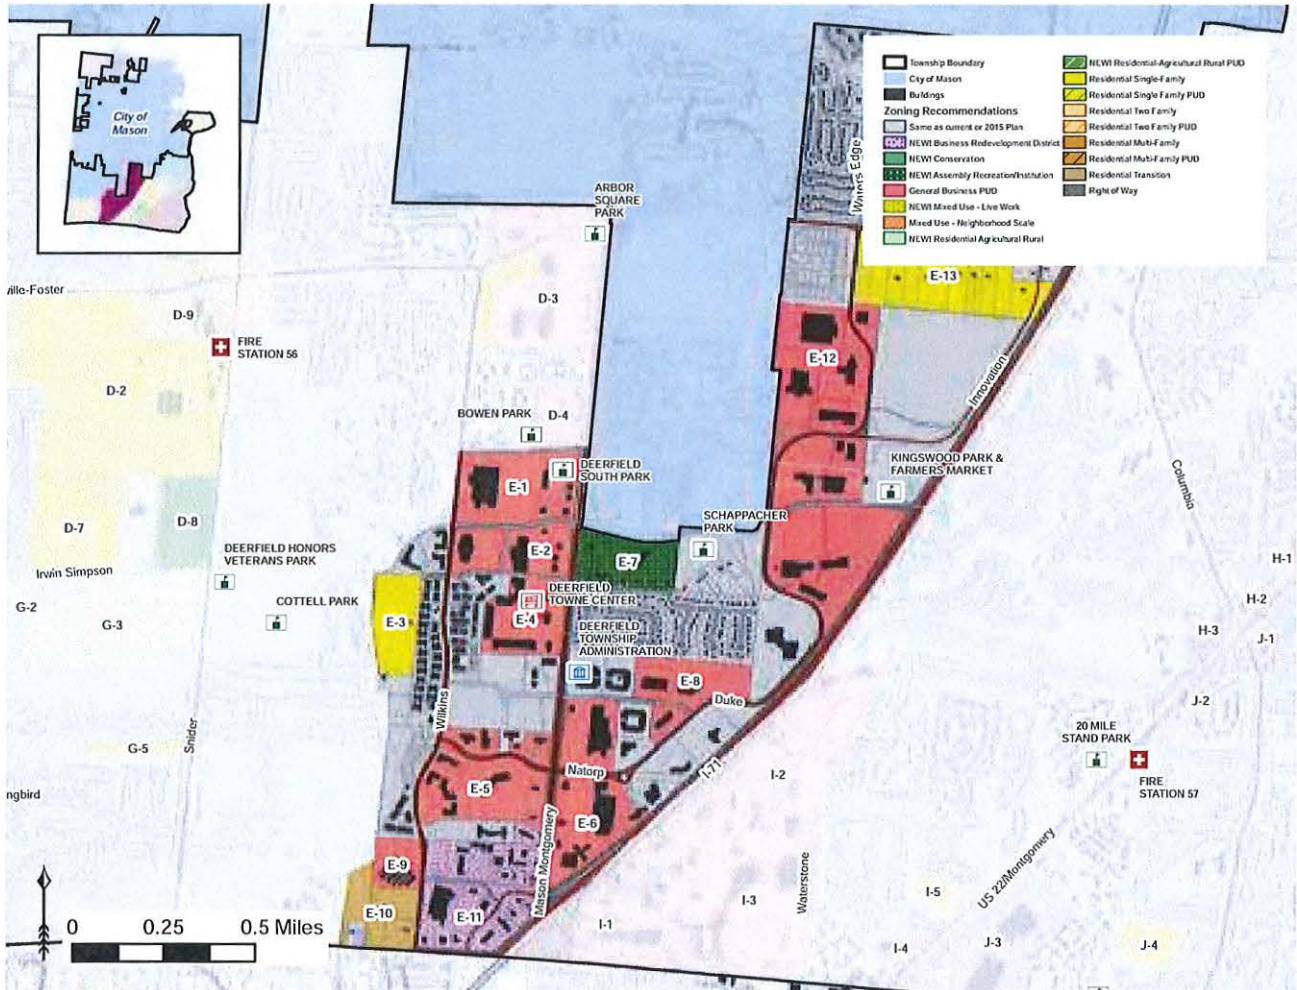 City of
Mason
Township Boundary
City of Mason
Buildings
Zoning Recommendations
Same as current or 2015 Plan
NEW! Business Redevelopment District
NEW! Conservation
NEW! Assembly Recreation/Institution
General Business PUD
NEW! Mixed Use - Live Work
Mixed Use - Neighborhood Scale
NEW! Residential Agricultural Rural
NEW! Residential-Agricultural Rural PUD
Residential Single-Family
Residential Single Family PUD
Residential Two Family
Residential Two Family PUD
Residential Multi-Family
Residential Multi-Family PUD
Residential Transition
Right of Way
Waters Edge
ARBOR
SQUARE
PARK
E-13
ville-Foster
D-3
D-9
FIRE
STATION 56
E-12
Innovation
D-2
BOWEN PARK
D-4
KINGSWOOD PARK &
FARMERS MARKET
DEERFIELD
SOUTH PARK
E-1
Columbia
SCHAPPACHER
PARK
D-7
D-8
E-2
E-7
DEERFIELD HONORS
VETERANS PARK
H-1
Irwin Simpson
DEERFIELD
TOWNE CENTER
G-2
COTTELL PARK
H-2
G-3
E-3
E-4
DEERFIELD
TOWNSHIP
ADMINISTRATION
H-3
J-1
E-8
Duke
J-2
Wilkins
Snider
20 MILE
STAND PARK
G-5
Natorp
I-71
I-2
FIRE
STATION 57
ngbird
E-5
E-6
Mason Montgomery
E-9
Waterstone
US 22/Montgomery
I-5
I-3
E-10
E-11
I-1
0 0.25 0.5 Miles
I-4
J-3
J-4